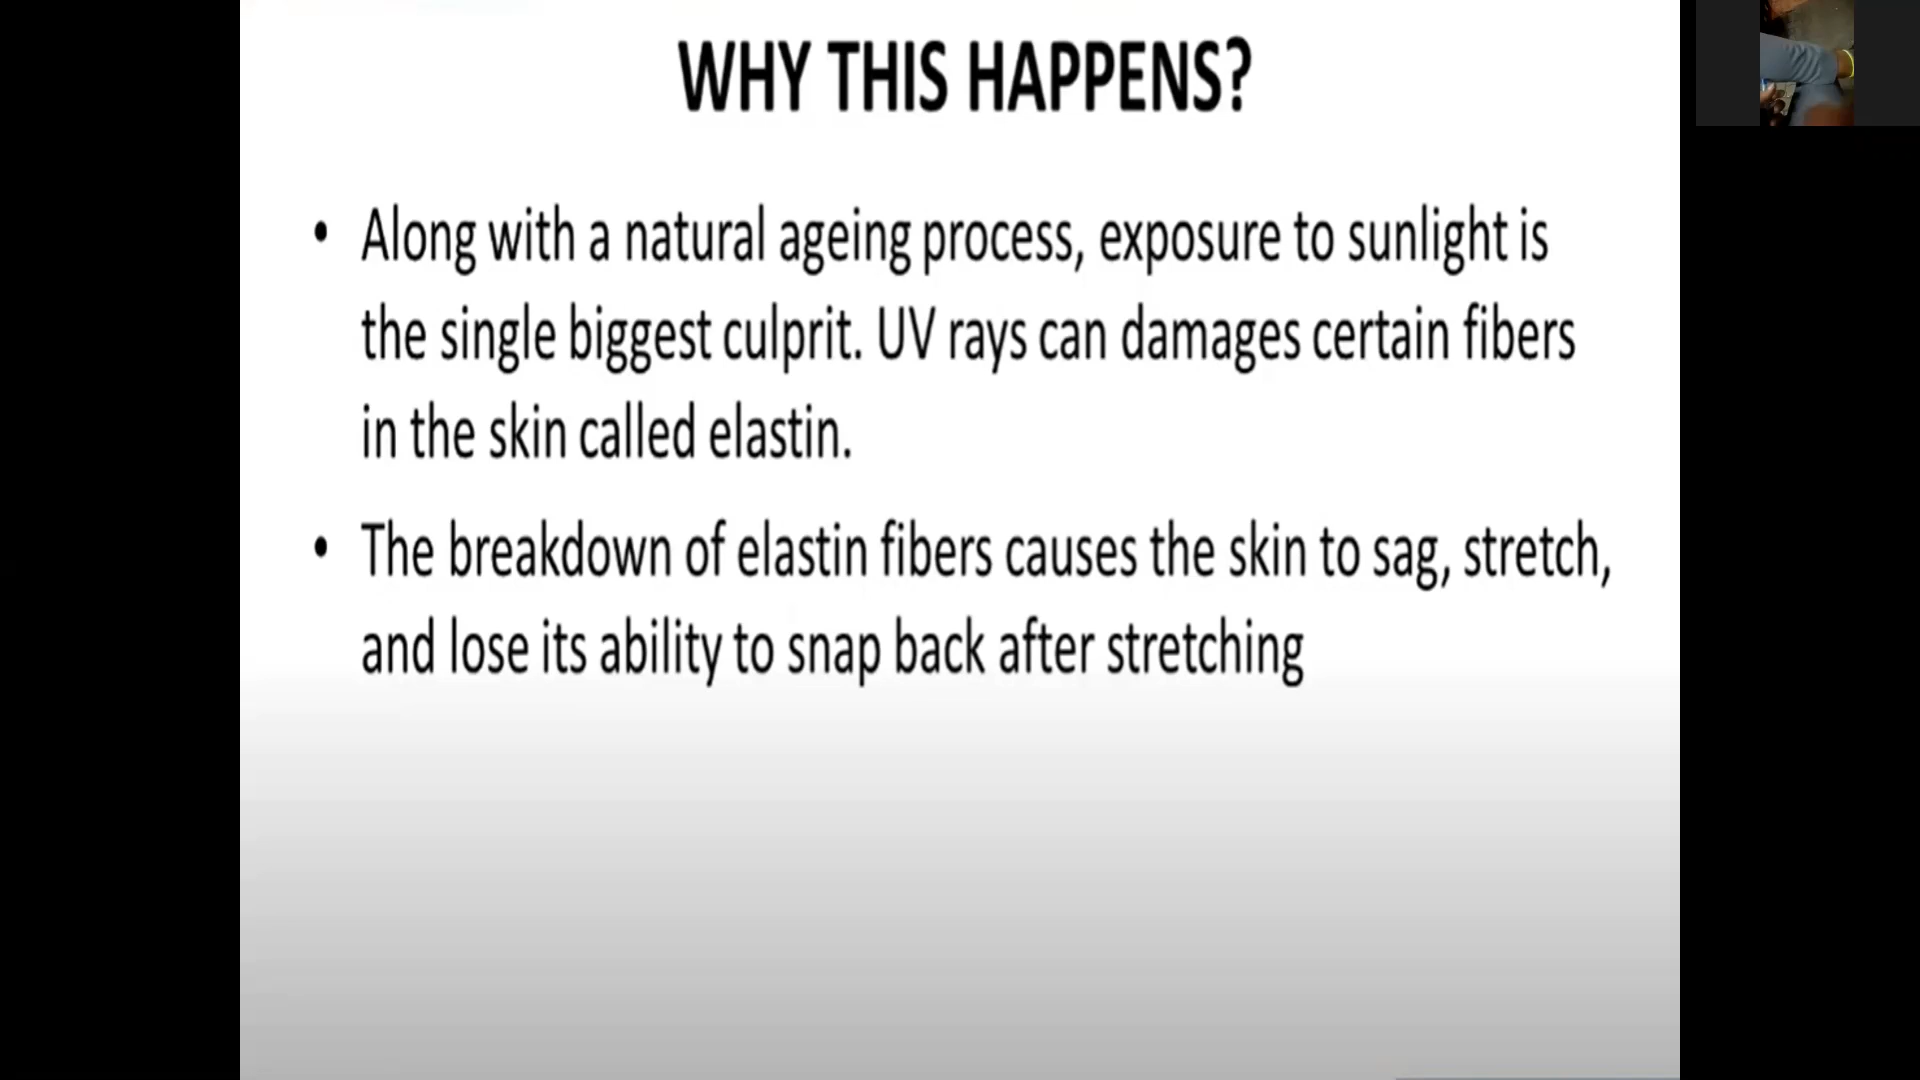 WHY THIS HAPPENS?
• Along with a natural ageing process, exposure to sunlight is
the single biggest culprit. UV rays can damages certain fibers
in the skin called elastin.
• The breakdown of elastin fibers causes the skin to sag, stretch,
and lose its ability to snap back after stretching